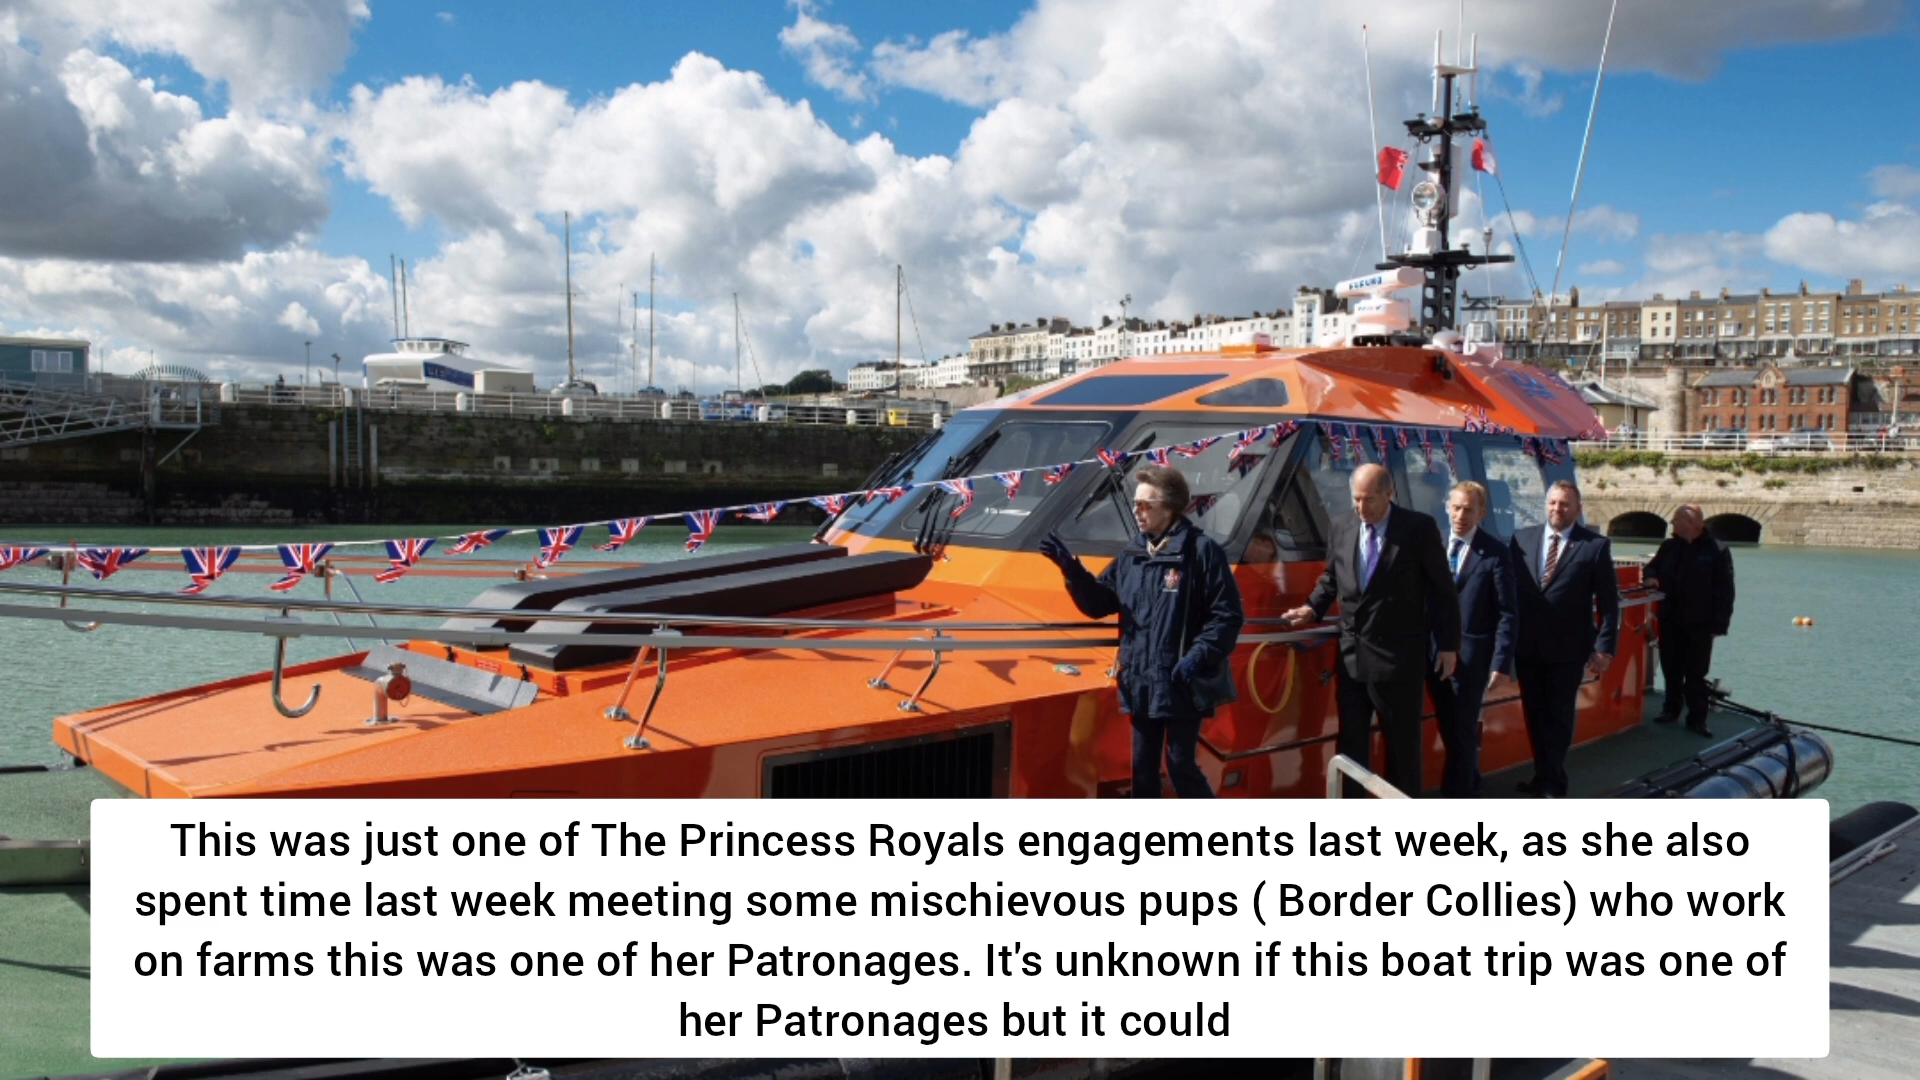 FURUNO
This was just one of The Princess Royals engagements last week, as she also
spent time last week meeting some mischievous pups ( Border Collies) who work
on farms this was one of her Patronages. It's unknown if this boat trip was one of
her Patronages but it could